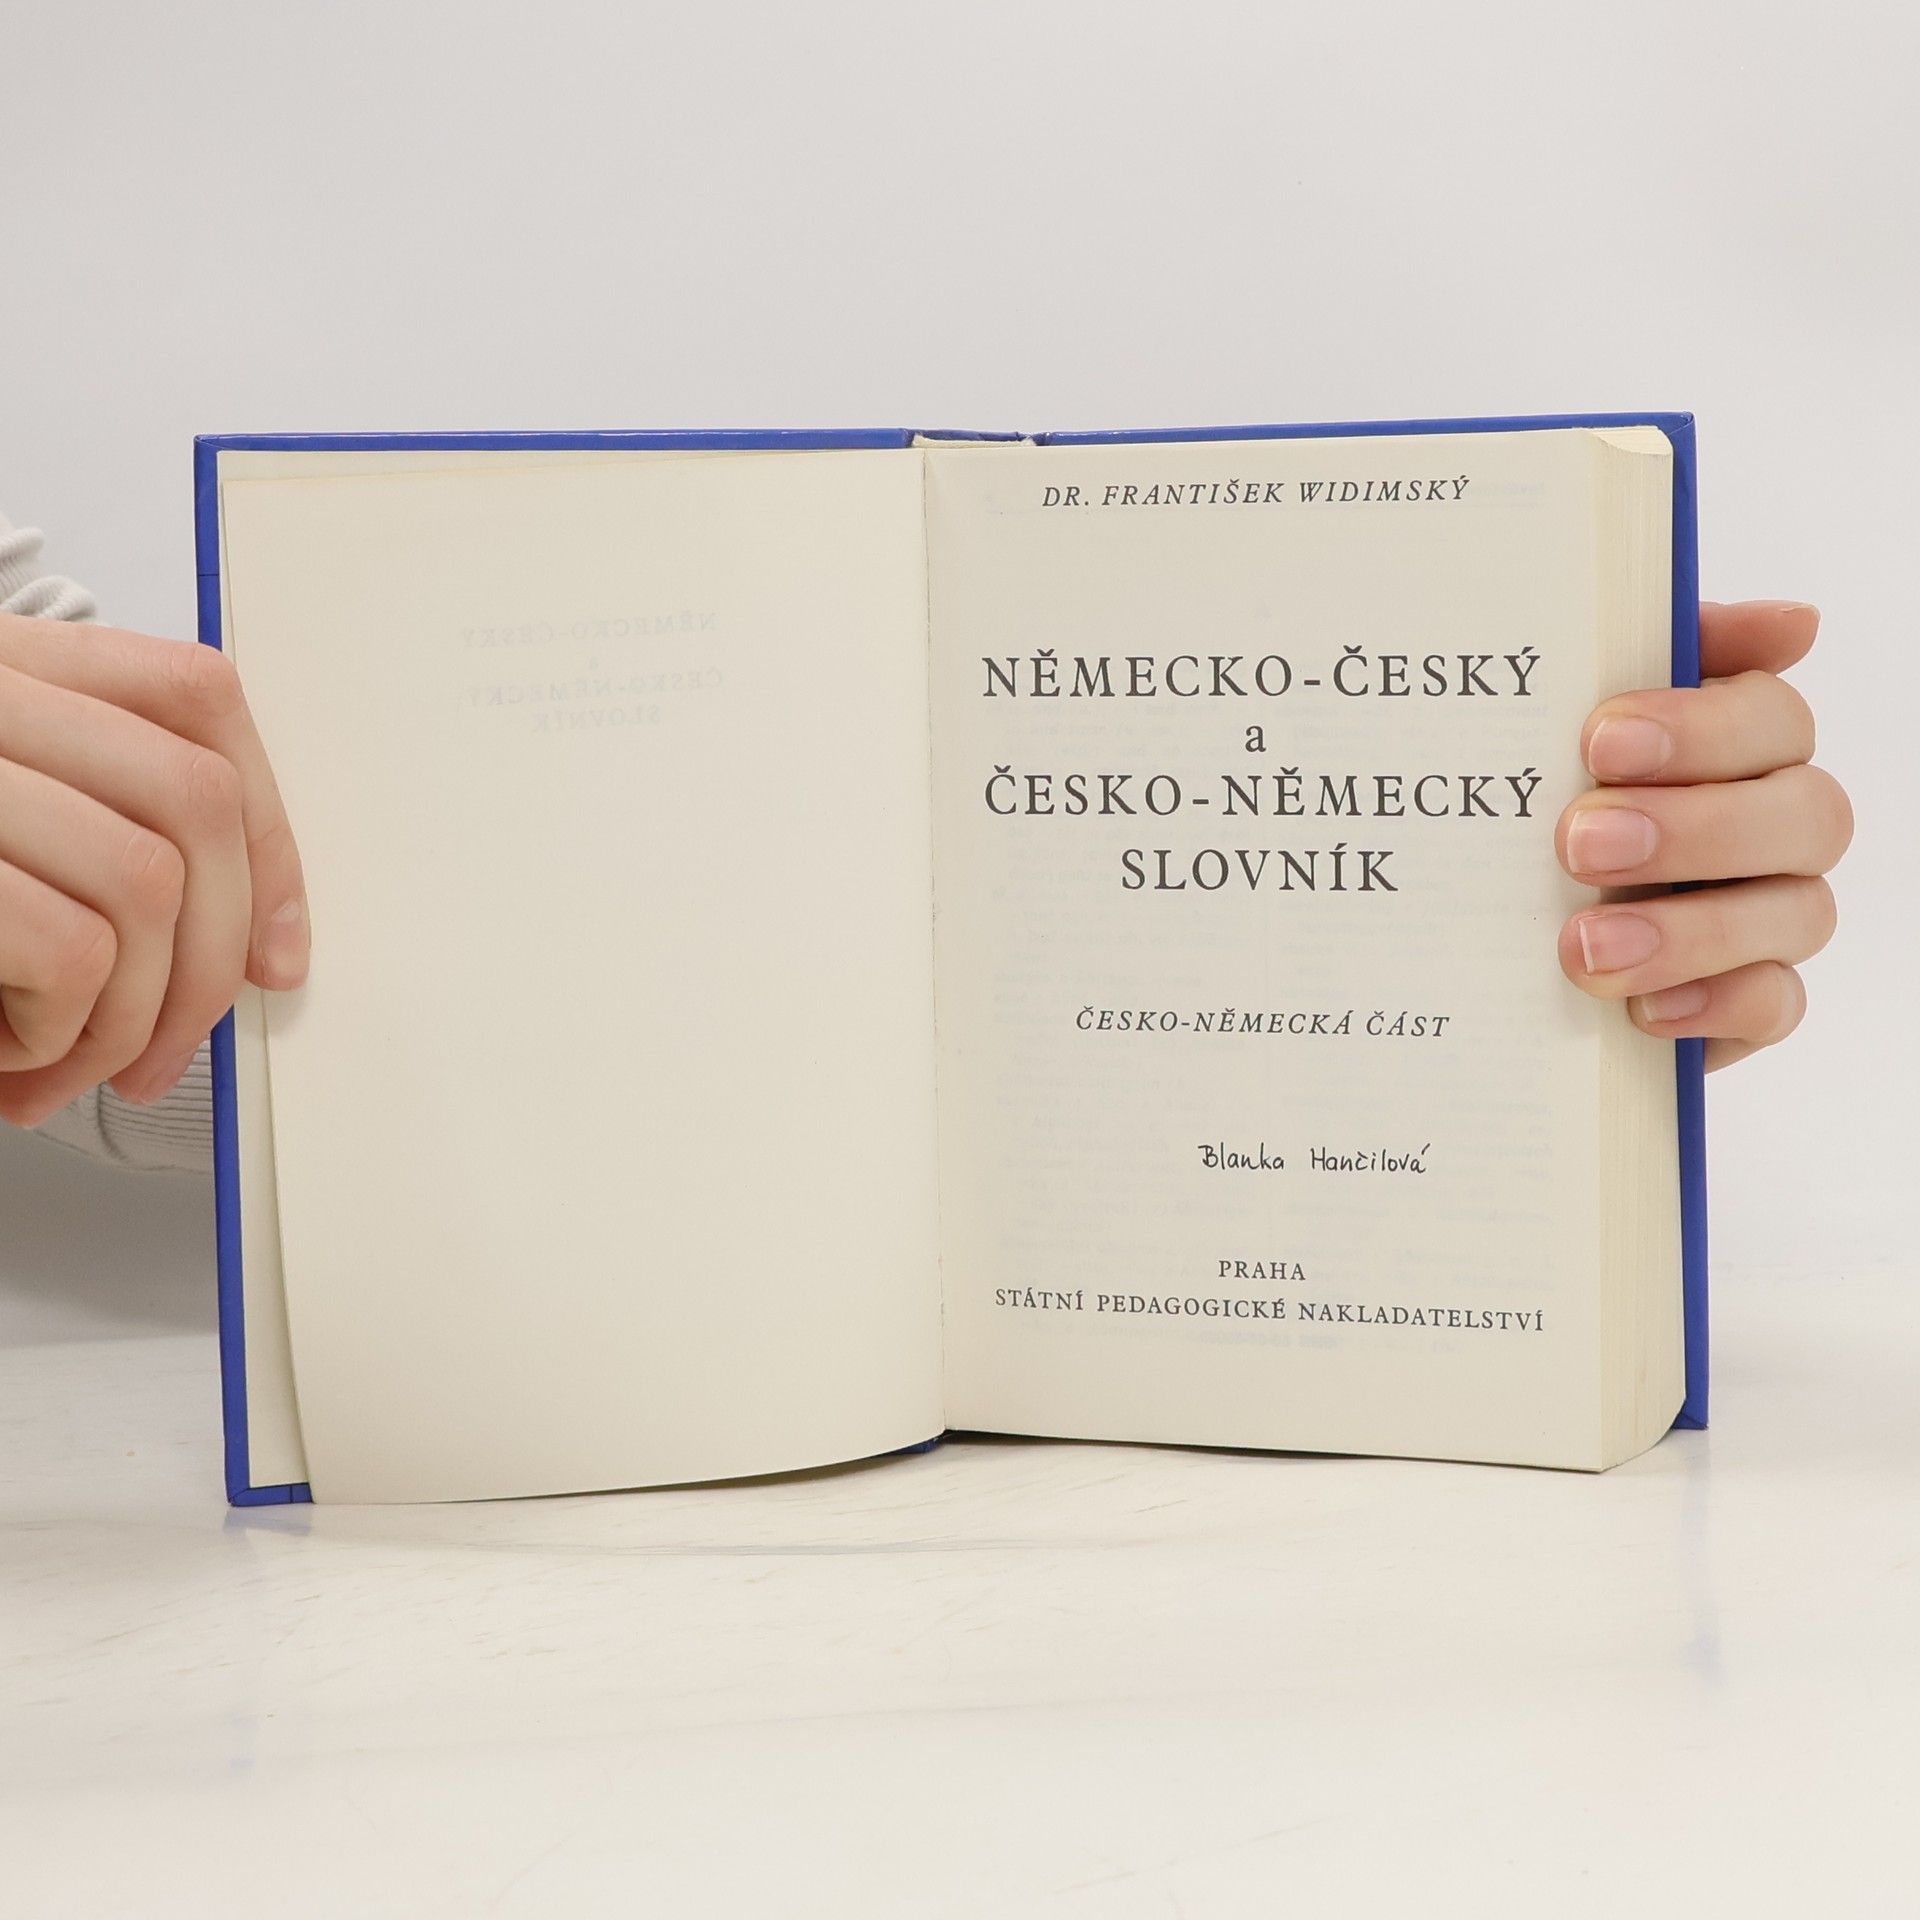 DR. FRANTIŠEK WIDIMSKÝ
NĚMECKO-ČESKÝ
a
ČESKO-NĚMECKÝ
SLOVNÍK
ČESKO-NĚMECKÁ ČÁST
Blanka Hančilová
PRAHA
STÁTNÍ PEDAGOGICKÉ NAKLADATELSTVÍ